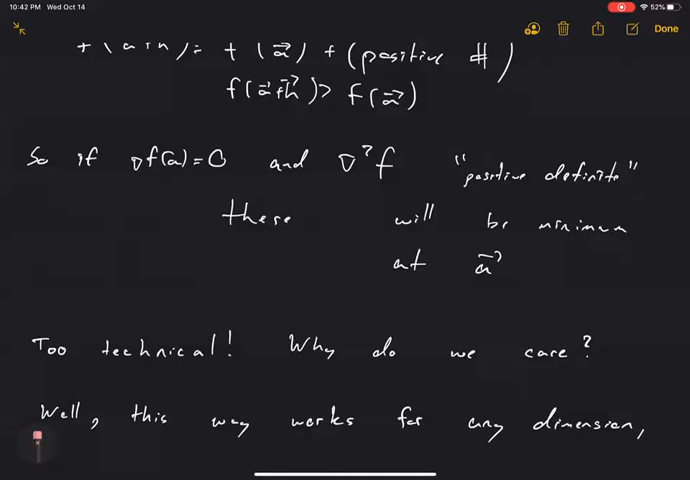 10:42 PM Wed Oct 14
52%
Done
= f(a⃗) + (positive #)
f(a⃗+h⃗) > f(a⃗)
So if ∇f(a)=0 and ∇²f "positive definite"
there will be minimum
at a⃗
Too technical! Why do we care?
Well, this way works for any dimension,